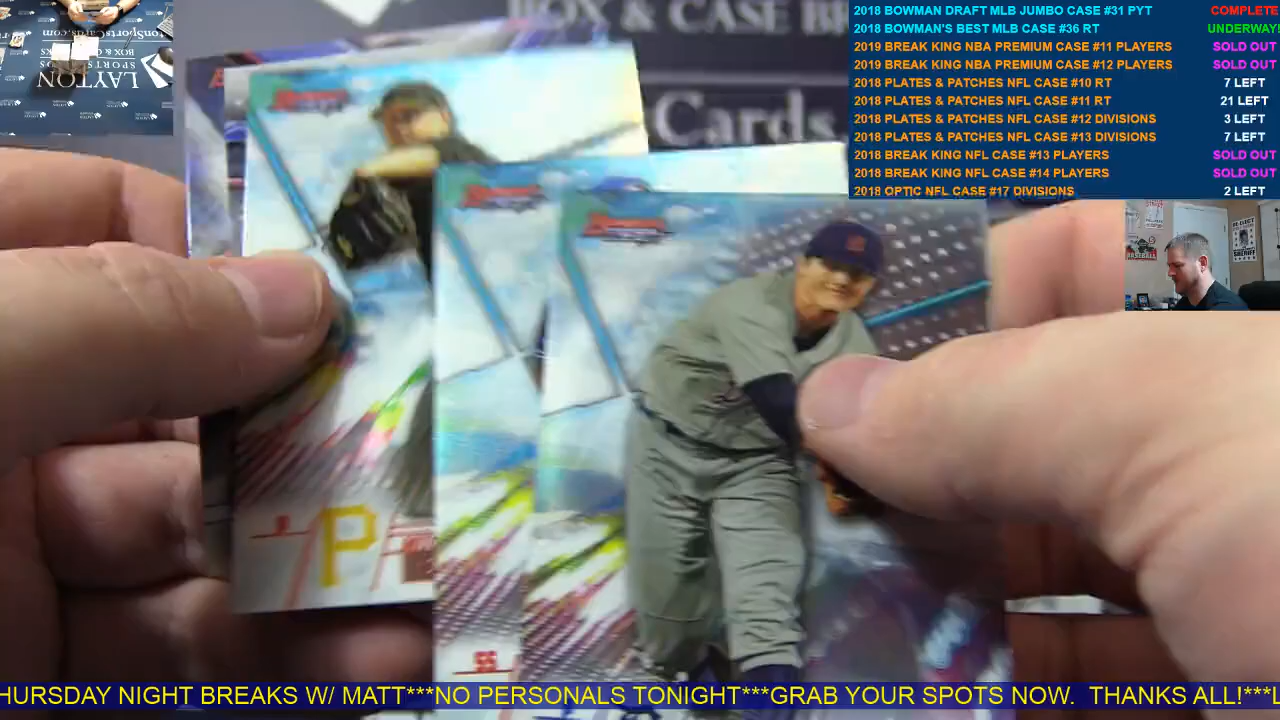 2018 BOWMAN DRAFT MLB JUMBO CASE #31 PYT COMPLETE
2018 BOWMAN'S BEST MLB CASE #36 RT UNDERWAY!
2019 BREAK KING NBA PREMIUM CASE #11 PLAYERS SOLD OUT
2019 BREAK KING NBA PREMIUM CASE #12 PLAYERS SOLD OUT
2018 PLATES & PATCHES NFL CASE #10 RT 7 LEFT
2018 PLATES & PATCHES NFL CASE #11 RT 21 LEFT
2018 PLATES & PATCHES NFL CASE #12 DIVISIONS 3 LEFT
2018 PLATES & PATCHES NFL CASE #13 DIVISIONS 7 LEFT
2018 BREAK KING NFL CASE #13 PLAYERS SOLD OUT
2018 BREAK KING NFL CASE #14 PLAYERS SOLD OUT
2018 OPTIC NFL CASE #17 DIVISIONS 2 LEFT
BOX & CASE
Cards.
LAYTON
P
SS
BASEBALL
SHERIFF
HURSDAY NIGHT BREAKS W/ MATT***NO PERSONALS TONIGHT***GRAB YOUR SPOTS NOW. THANKS ALL!***